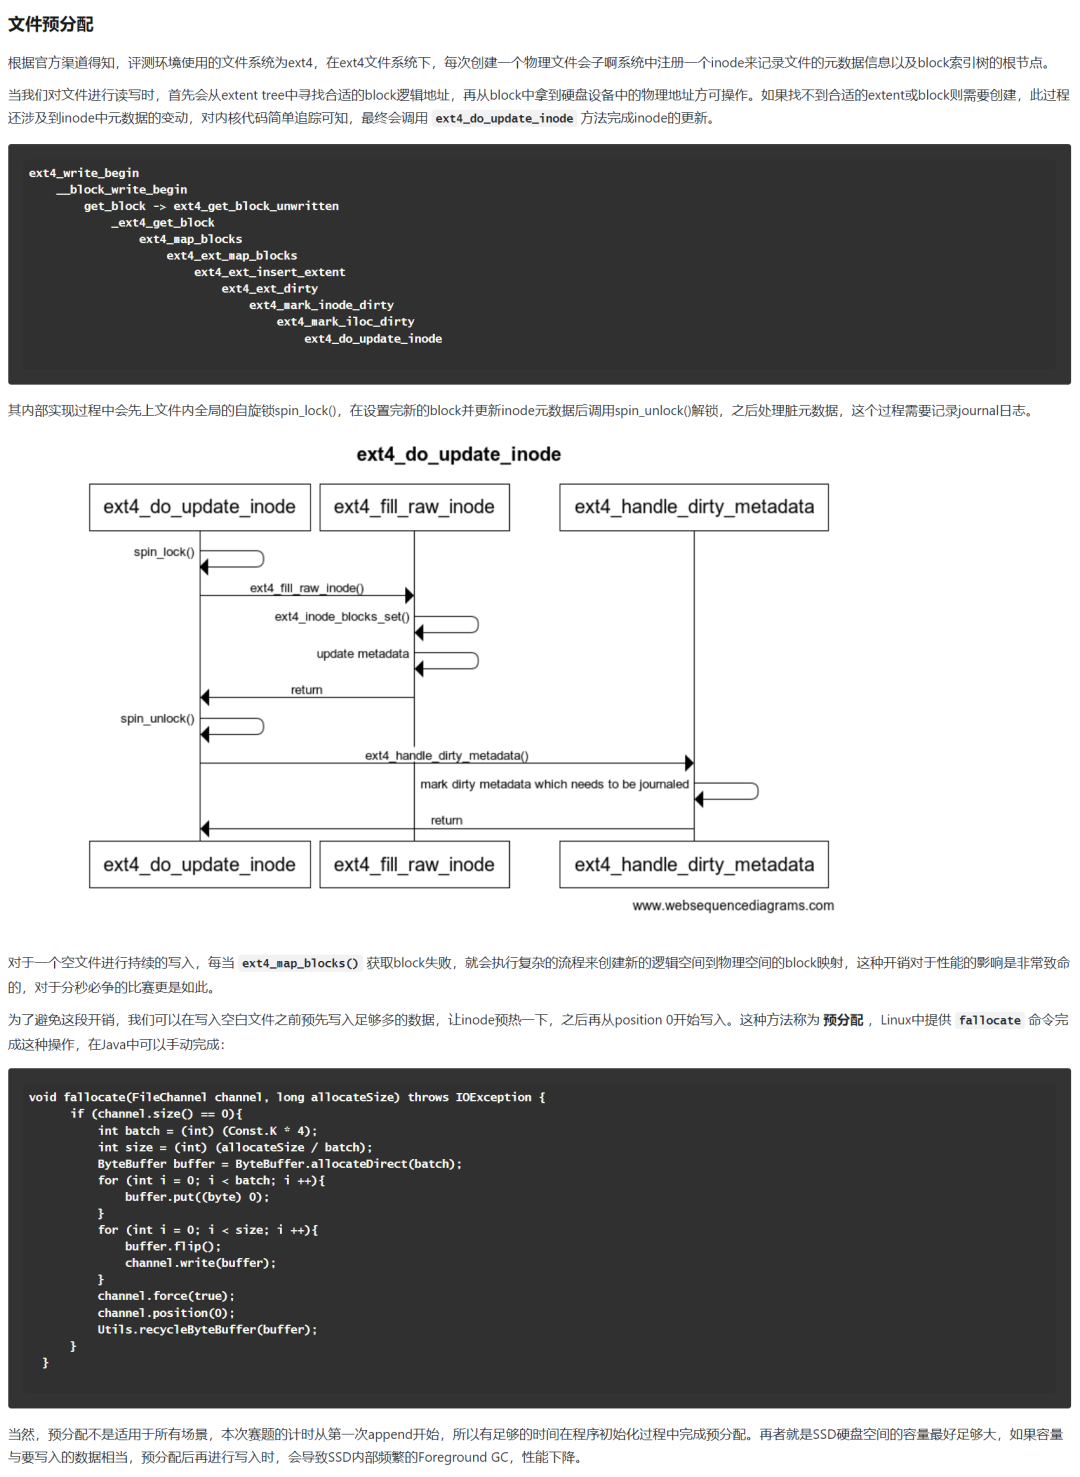 文件预分配
根据官方渠道得知，评测环境使用的文件系统为ext4，在ext4文件系统下，每次创建一个物理文件会子啊系统中注册一个inode来记录文件的元数据信息以及block索引树的根节点。
当我们对文件进行读写时，首先会从extent tree中寻找合适的block逻辑地址，再从block中拿到硬盘设备中的物理地址方可操作。如果找不到合适的extent或block则需要创建，此过程
还涉及到inode中元数据的变动，对内核代码简单追踪可知，最终会调用 ext4_do_update_inode 方法完成inode的更新。
ext4_write_begin
    __block_write_begin
        get_block -> ext4_get_block_unwritten
            _ext4_get_block
                ext4_map_blocks
                    ext4_ext_map_blocks
                        ext4_ext_insert_extent
                            ext4_ext_dirty
                                ext4_mark_inode_dirty
                                    ext4_mark_iloc_dirty
                                        ext4_do_update_inode
其内部实现过程中会先上文件内全局的自旋锁spin_lock()，在设置完新的block并更新inode元数据后调用spin_unlock()解锁，之后处理脏元数据，这个过程需要记录journal日志。
ext4_do_update_inode
ext4_do_update_inode ext4_fill_raw_inode ext4_handle_dirty_metadata
spin_lock()
ext4_fill_raw_inode()
ext4_inode_blocks_set()
update metadata
return
spin_unlock()
ext4_handle_dirty_metadata()
mark dirty metadata which needs to be journaled
return
ext4_do_update_inode ext4_fill_raw_inode ext4_handle_dirty_metadata
www.websequencediagrams.com
对于一个空文件进行持续的写入，每当 ext4_map_blocks() 获取block失败，就会执行复杂的流程来创建新的逻辑空间到物理空间的block映射，这种开销对于性能的影响是非常致命
的，对于分秒必争的比赛更是如此。
为了避免这段开销，我们可以在写入空白文件之前预先写入足够多的数据，让inode预热一下，之后再从position 0开始写入。这种方法称为 预分配 ，Linux中提供 fallocate 命令完
成这种操作，在Java中可以手动完成：
void fallocate(FileChannel channel, long allocateSize) throws IOException {
      if (channel.size() == 0){
          int batch = (int) (Const.K * 4);
          int size = (int) (allocateSize / batch);
          ByteBuffer buffer = ByteBuffer.allocateDirect(batch);
          for (int i = 0; i < batch; i ++){
              buffer.put((byte) 0);
          }
          for (int i = 0; i < size; i ++){
              buffer.flip();
              channel.write(buffer);
          }
          channel.force(true);
          channel.position(0);
          Utils.recycleByteBuffer(buffer);
      }
  }
当然，预分配不是适用于所有场景，本次赛题的计时从第一次append开始，所以有足够的时间在程序初始化过程中完成预分配。再者就是SSD硬盘空间的容量最好足够大，如果容量
与要写入的数据相当，预分配后再进行写入时，会导致SSD内部频繁的Foreground GC，性能下降。